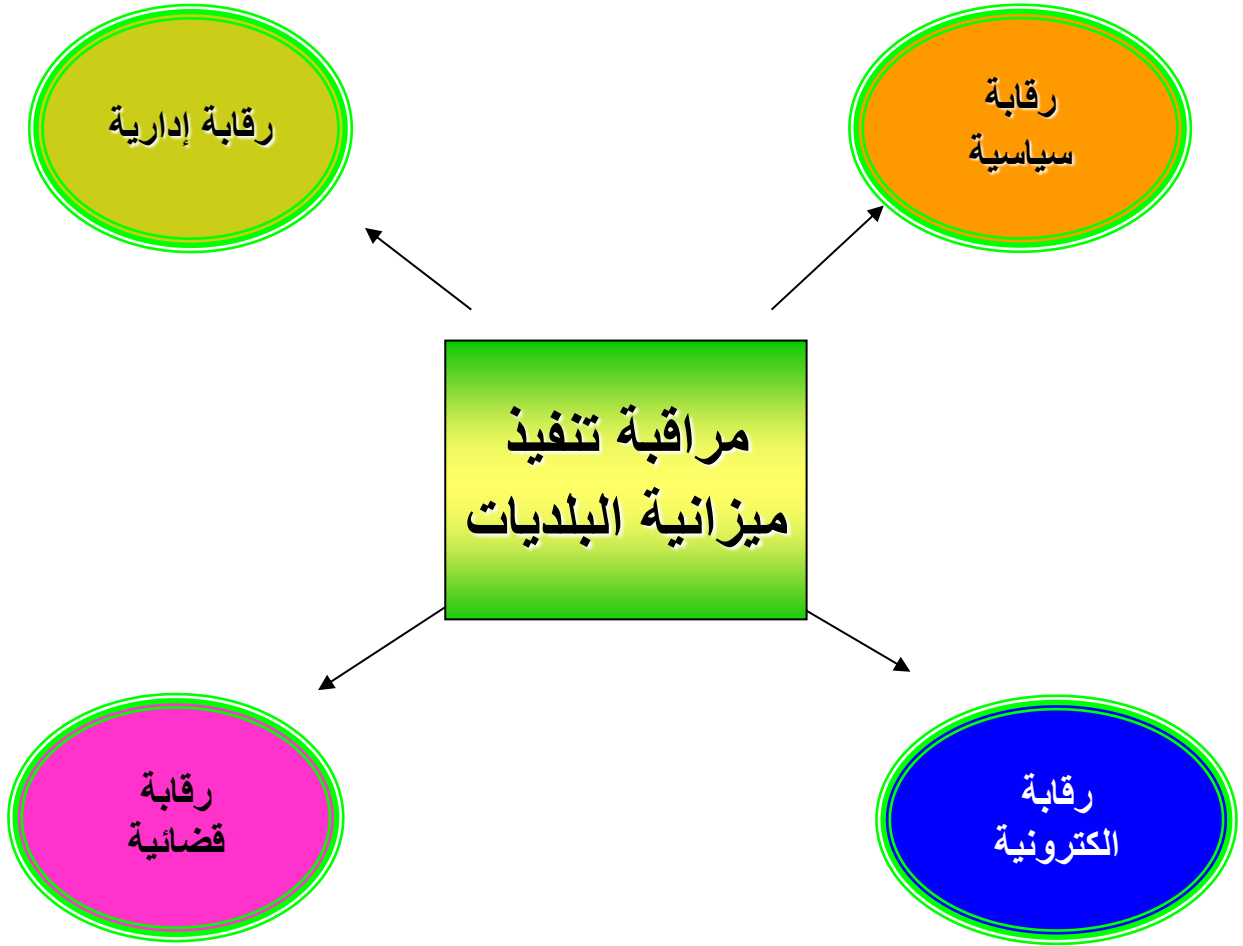 رقابة
سياسية
رقابة إدارية
مراقبة تنفيذ
ميزانية البلديات
رقابة
الكترونية
رقابة
قضائية